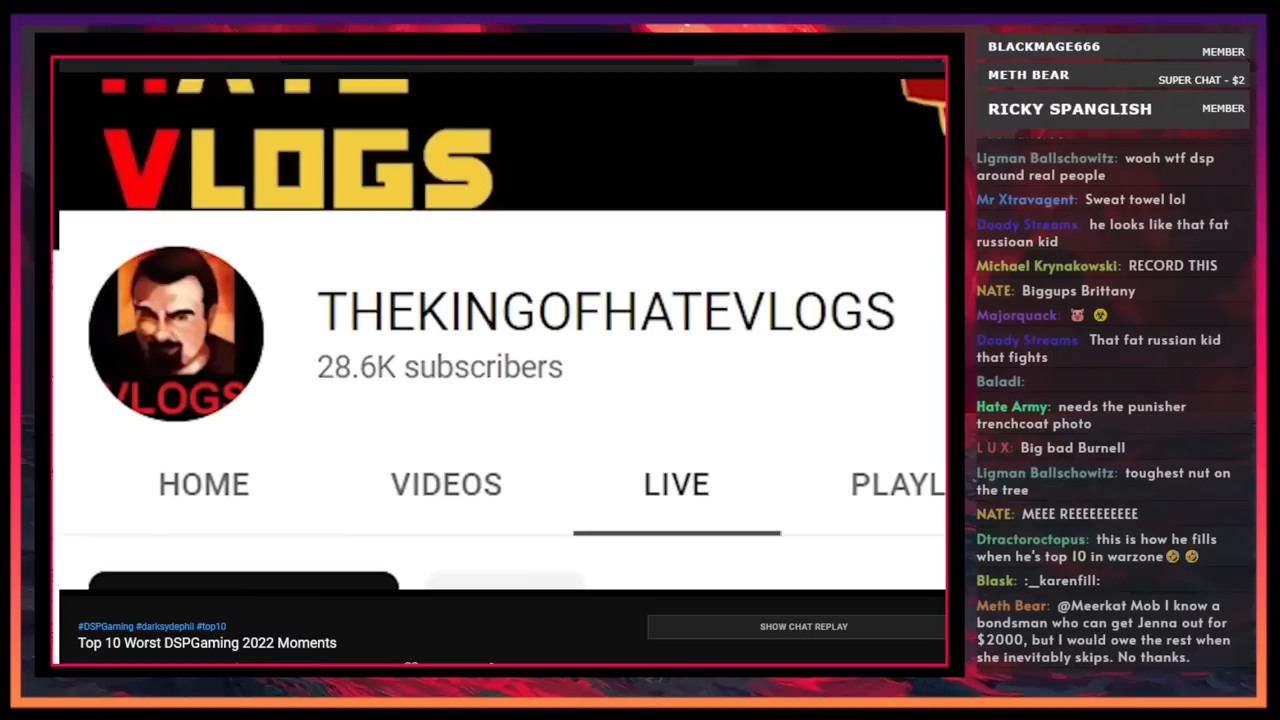 HATE
VLOGS
VLOGS
THEKINGOFHATEVLOGS
28.6K subscribers
HOME VIDEOS LIVE PLAYL
#DSPGaming #darksydephil #top10
Top 10 Worst DSPGaming 2022 Moments
SHOW CHAT REPLAY
BLACKMAGE666 MEMBER
METH BEAR SUPER CHAT - $2
RICKY SPANGLISH MEMBER
Ligman Ballschowitz: woah wtf dsp
around real people
Mr Xtravagent: Sweat towel lol
Doody Streams: he looks like that fat
russioan kid
Michael Krynakowski: RECORD THIS
NATE: Biggups Brittany
Majorquack: 🐷 ☢
Doody Streams: That fat russian kid
that fights
Baladi:
Hate Army: needs the punisher
trenchcoat photo
L U X: Big bad Burnell
Ligman Ballschowitz: toughest nut on
the tree
NATE: MEEE REEEEEEEEEE
Dtractoroctopus: this is how he fills
when he's top 10 in warzone🤣 🤣
Blask: :_karenfill:
Meth Bear: @Meerkat Mob I know a
bondsman who can get Jenna out for
$2000, but I would owe the rest when
she inevitably skips. No thanks.